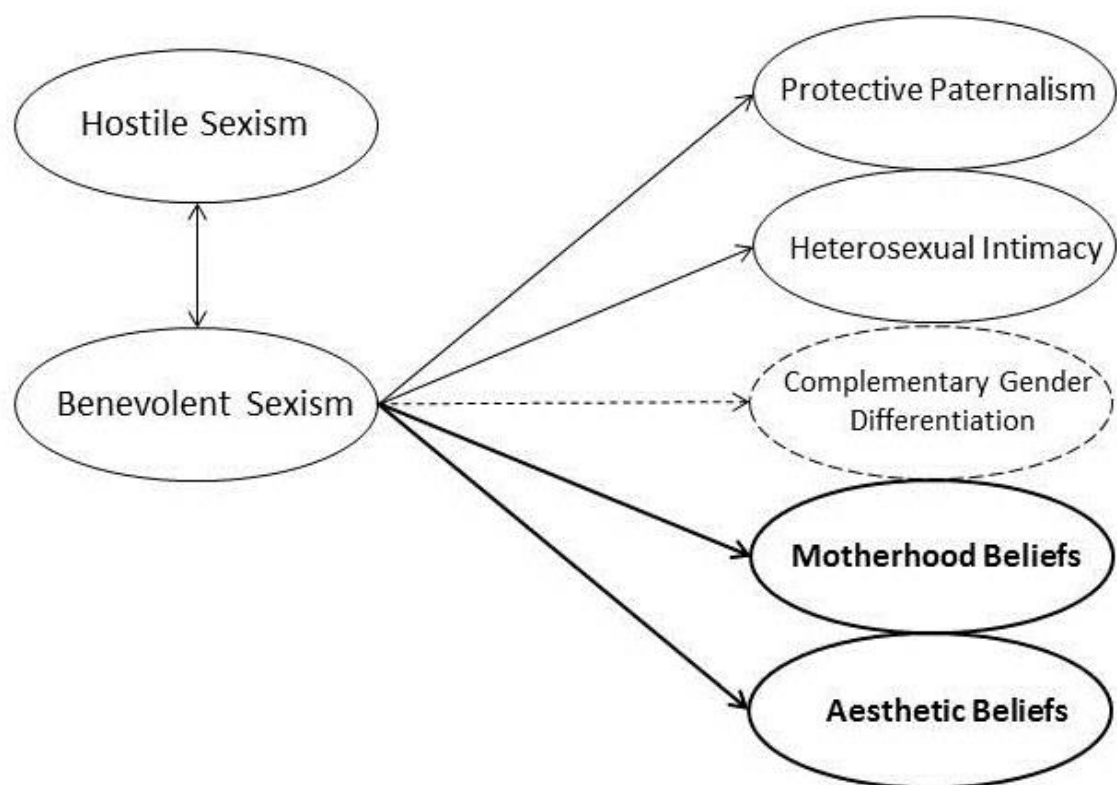 Hostile Sexism
Benevolent Sexism
Protective Paternalism
Heterosexual Intimacy
Complementary Gender
Differentiation
Motherhood Beliefs
Aesthetic Beliefs